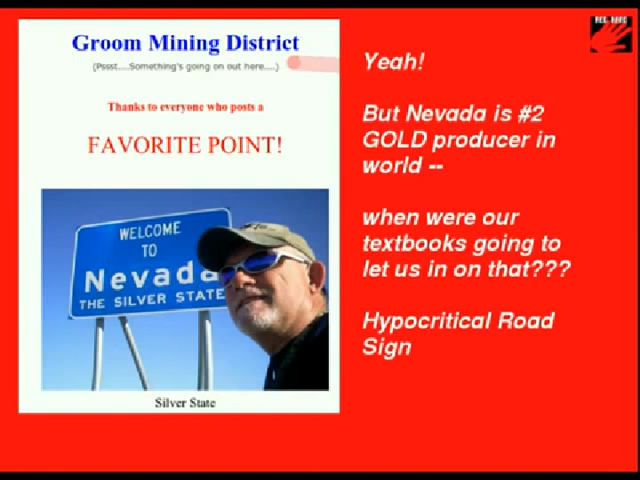 Groom Mining District
(Pssst....Something's going on out here....)
Thanks to everyone who posts a
FAVORITE POINT!
WELCOME
TO
Nevada
THE SILVER STATE
Silver State
RED HAND
Yeah!
But Nevada is #2
GOLD producer in
world --
when were our
textbooks going to
let us in on that???
Hypocritical Road
Sign